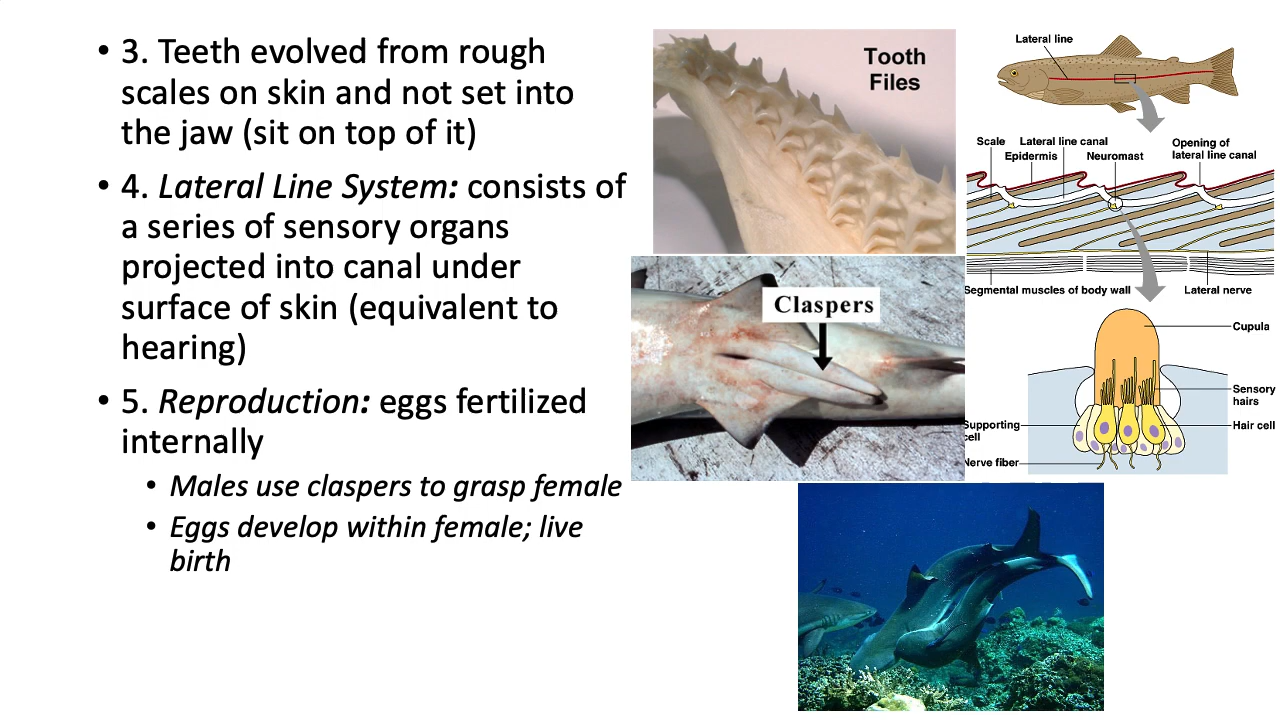 • 3. Teeth evolved from rough
scales on skin and not set into
the jaw (sit on top of it)
• 4. Lateral Line System: consists of
a series of sensory organs
projected into canal under
surface of skin (equivalent to
hearing)
• 5. Reproduction: eggs fertilized
internally
• Males use claspers to grasp female
• Eggs develop within female; live
birth
Tooth
Files
Claspers
Lateral line
Scale
Lateral line canal
Opening of
lateral line canal
Epidermis
Neuromast
Segmental muscles of body wall
Lateral nerve
Cupula
Sensory
hairs
Supporting
cell
Hair cell
Nerve fiber